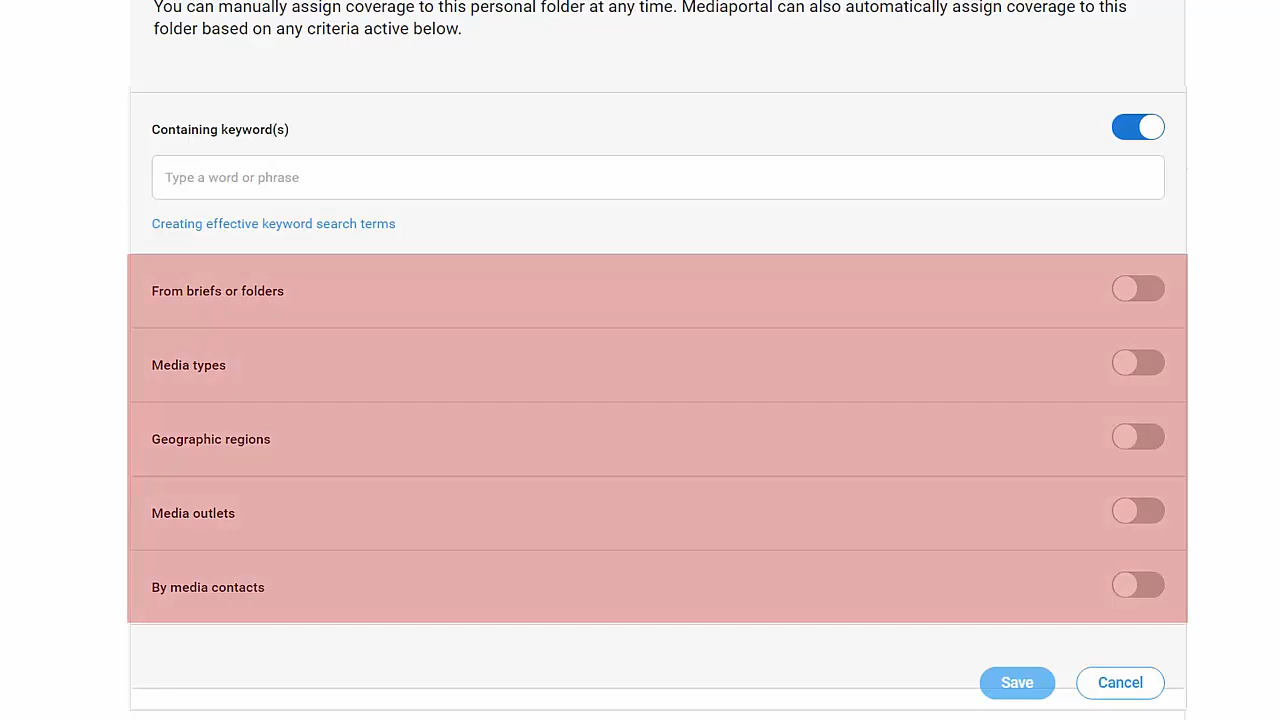 You can manually assign coverage to this personal folder at any time. Mediaportal can also automatically assign coverage to this
folder based on any criteria active below.
Containing keyword(s)
Type a word or phrase
Creating effective keyword search terms
From briefs or folders
Media types
Geographic regions
Media outlets
By media contacts
Save
Cancel